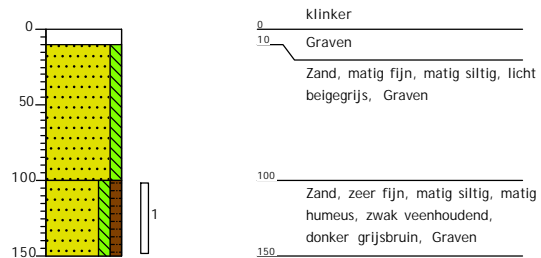 0
50
100
150
1
0
klinker
10
Graven
Zand, matig fijn, matig siltig, licht
beigegrijs, Graven
100
Zand, zeer fijn, matig siltig, matig
humeus, zwak veenhoudend,
donker grijsbruin, Graven
150